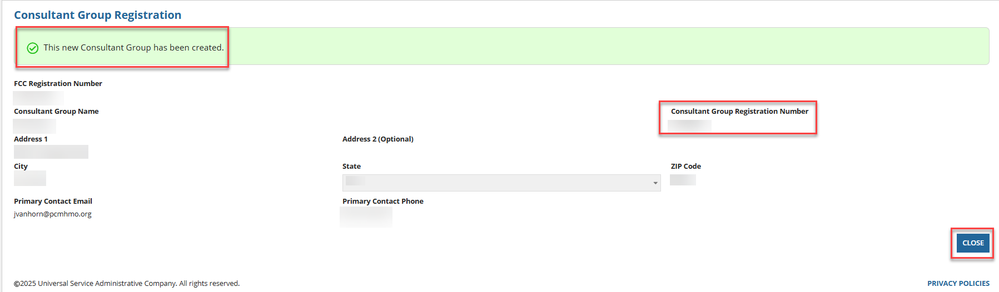 Consultant Group Registration
This new Consultant Group has been created.
FCC Registration Number
Consultant Group Name
Consultant Group Registration Number
Address 1
Address 2 (Optional)
City
State
ZIP Code
Primary Contact Email
Primary Contact Phone
jvanhorn@pcmhmo.org
CLOSE
©2025 Universal Service Administrative Company. All rights reserved.
PRIVACY POLICIES